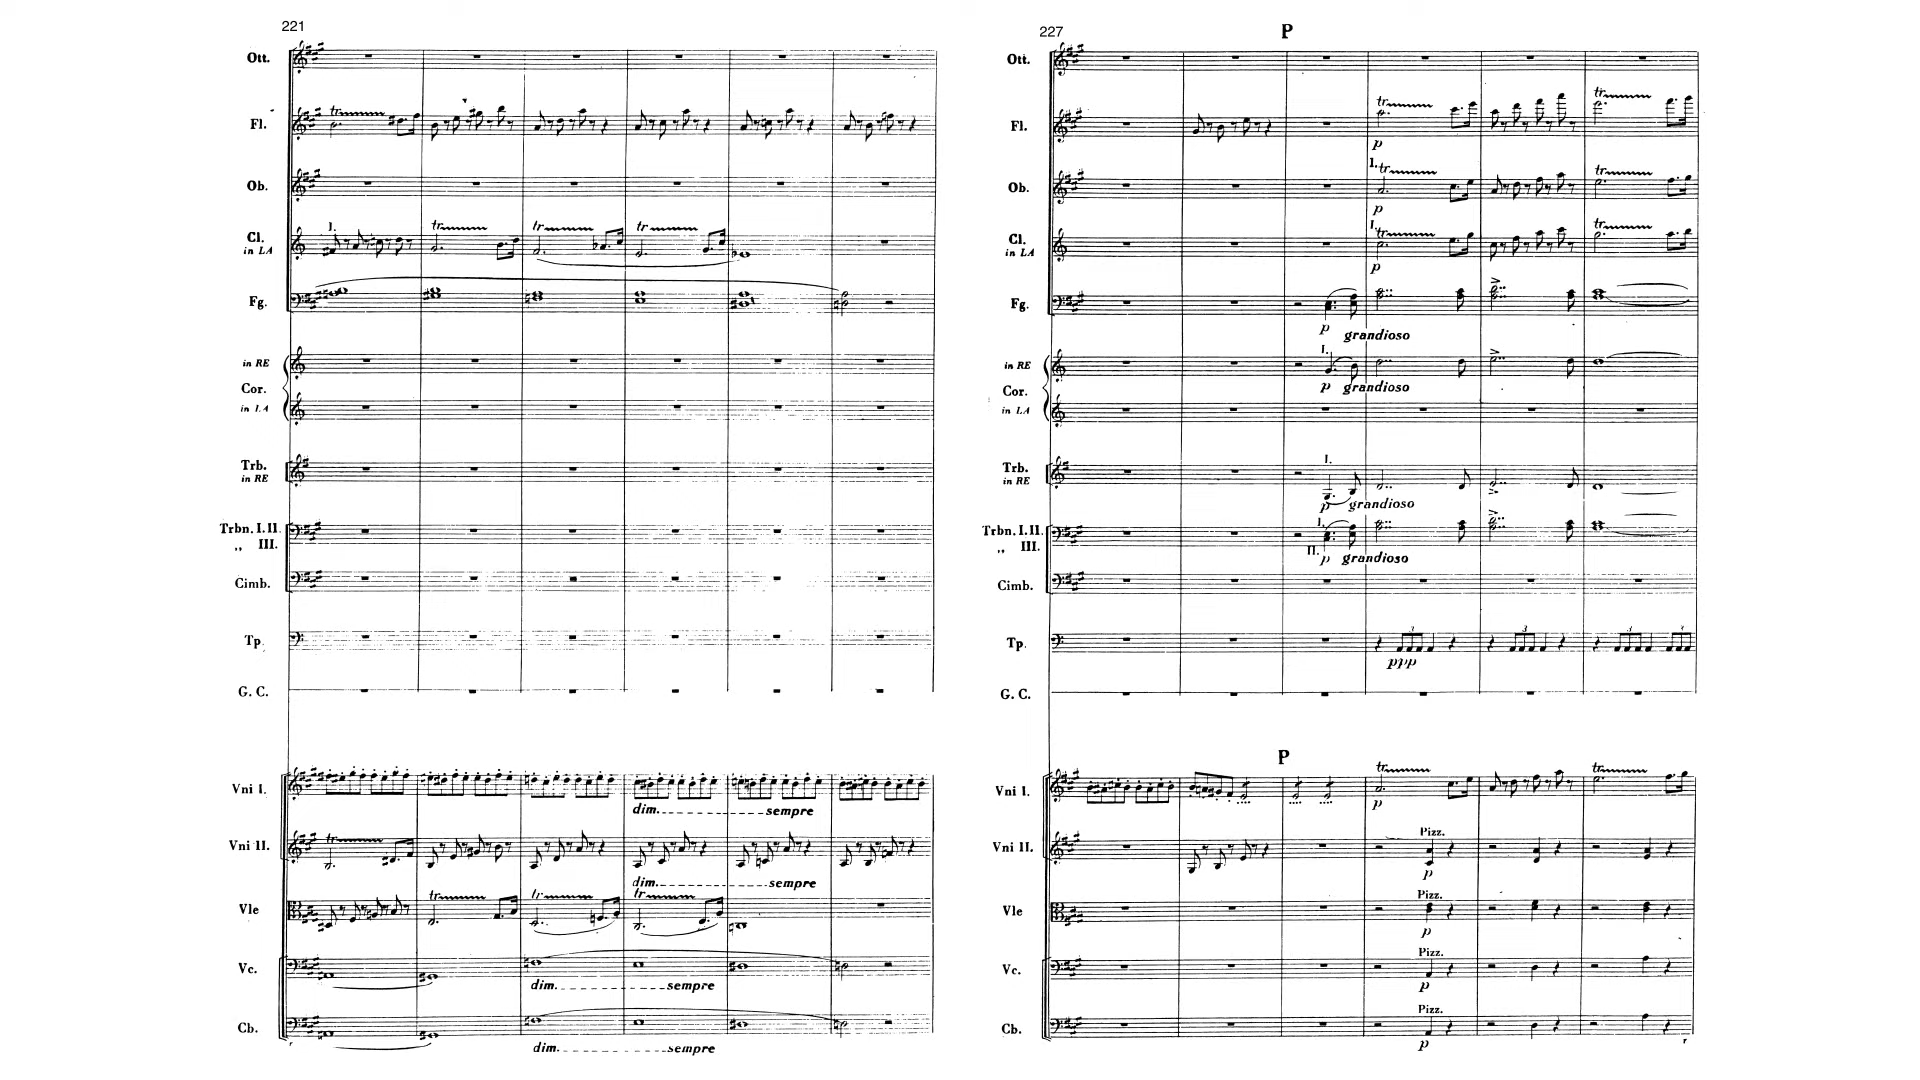 221
Ott.
Fl.
tr
Ob.
Cl.
in LA
I.
tr tr tr
Fg.
in RE
Cor.
in LA
Trb.
in RE
Trbn. I. II.
,, III.
Cimb.
Tp.
G. C.
Vni I.
dim. sempre
Vni II.
tr
dim. sempre
Vle
tr tr tr
Vc.
dim. sempre
Cb.
dim. sempre
227
P
Ott.
Fl.
tr tr
p
Ob.
I. tr tr
p
Cl.
in LA
I. tr tr
p
Fg.
p grandioso
in RE
I.
p grandioso
Cor.
in LA
Trb.
in RE
I.
p grandioso
Trbn. I. II.
,, III.
I.
II.
p grandioso
Cimb.
Tp.
3 3 3 3
ppp
G. C.
P
Vni I.
tr tr
p
Vni II.
Pizz.
p
Vle
Pizz.
p
Vc.
Pizz.
p
Cb.
Pizz.
p